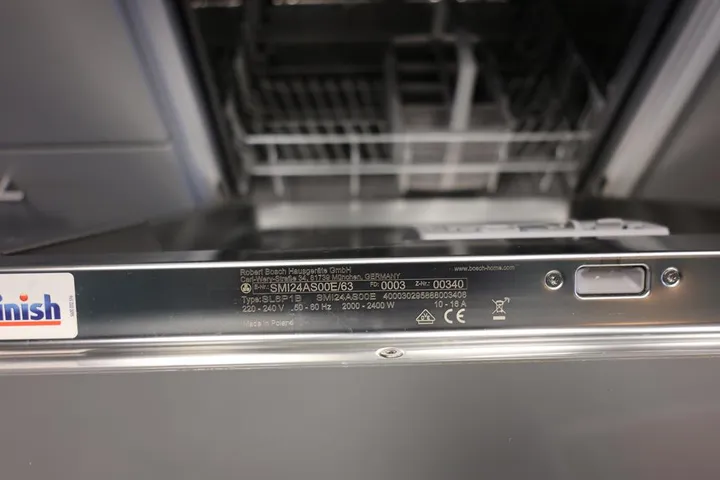 Robert Bosch Hausgeräte GmbH
Carl-Wery-Straße 34, 81739 München, GERMANY
www.bosch-home.com
E-Nr.: SMI24AS00E/63 FD: 0003 Z-Nr.: 00340
Type: SL6P1B SMI24AS00E 400030295868003406
220 - 240 V 50 - 60 Hz 2000 - 2400 W 10 - 16 A
Made in Poland
CE
inish